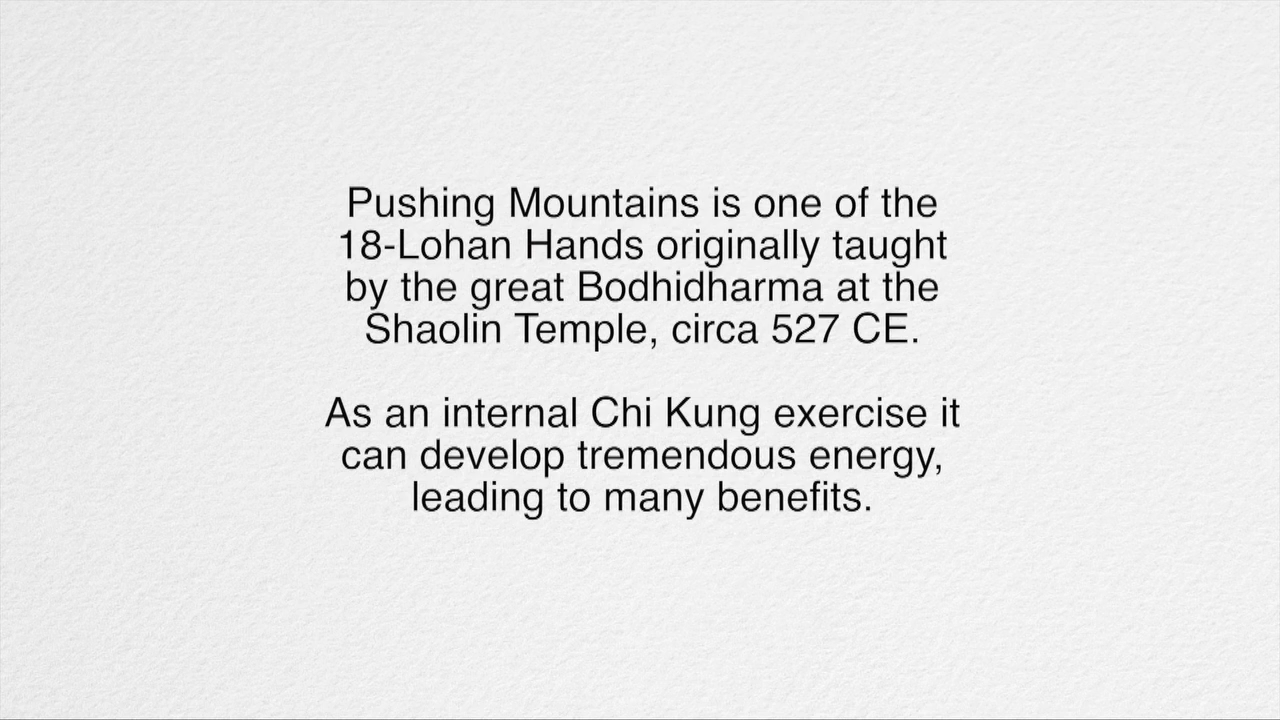 Pushing Mountains is one of the
18-Lohan Hands originally taught
by the great Bodhidharma at the
Shaolin Temple, circa 527 CE.
As an internal Chi Kung exercise it
can develop tremendous energy,
leading to many benefits.